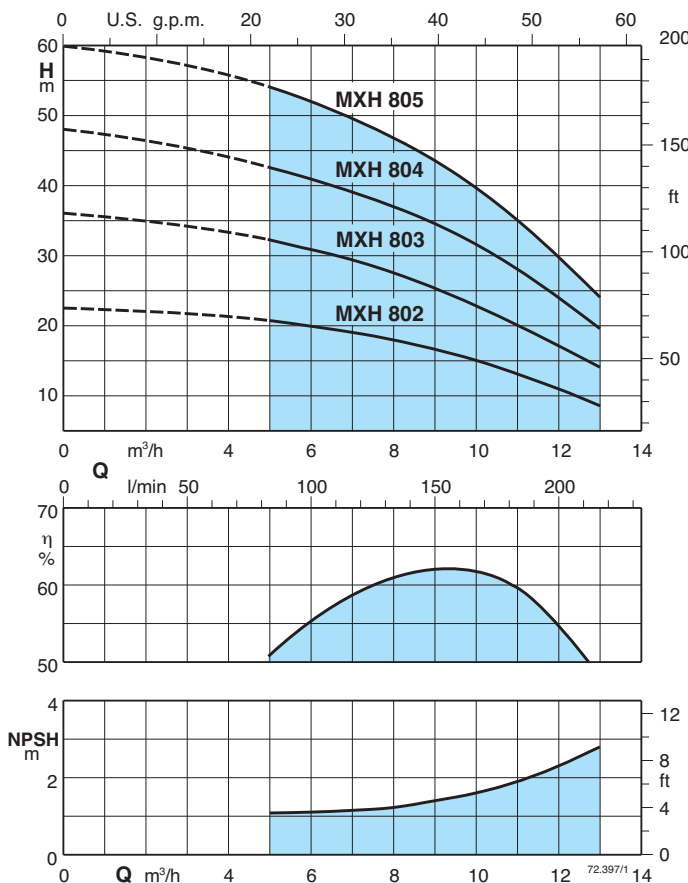 0 U.S. g.p.m. 20 30 40 50 60
60 200
H
m
MXH 805
50
150
MXH 804
40
ft
MXH 803
100
30
MXH 802
20
50
10
0 m³/h 4 6 8 10 12 14
Q
0 l/min 50 100 150 200
70
η
%
60
50
4 12
NPSH
m
8
ft
2
4
0 0
72.397/1
0 Q m³/h 4 6 8 10 12 14